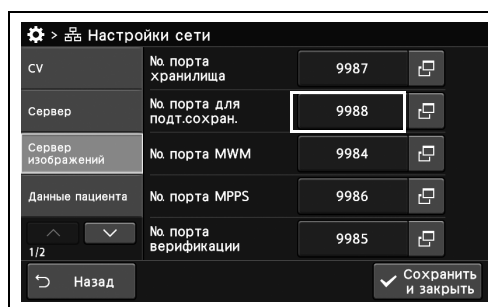 > Настройки сети
CV
Сервер
Сервер
изображений
Данные пациента
1/2
No. порта
хранилища
9987
No. порта для
подт.сохран.
9988
No. порта MWM
9984
No. порта MPPS
9986
No. порта
верификации
9985
Назад
Сохранить
и закрыть